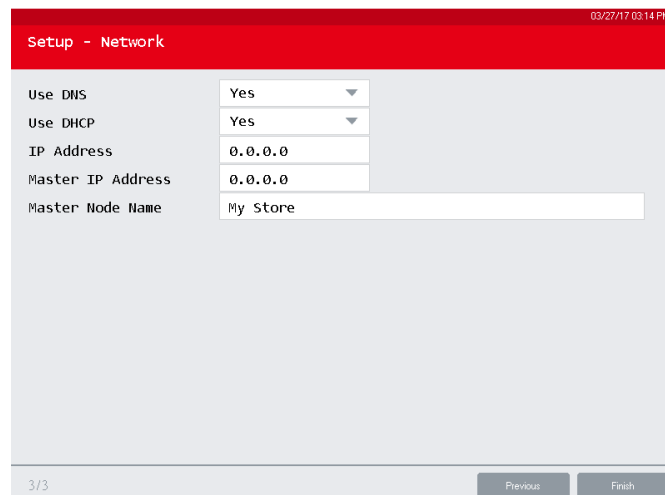 03/27/17 03:14 PM
Setup - Network
Use DNS Yes
Use DHCP Yes
IP Address 0.0.0.0
Master IP Address 0.0.0.0
Master Node Name My Store
3/3 Previous Finish